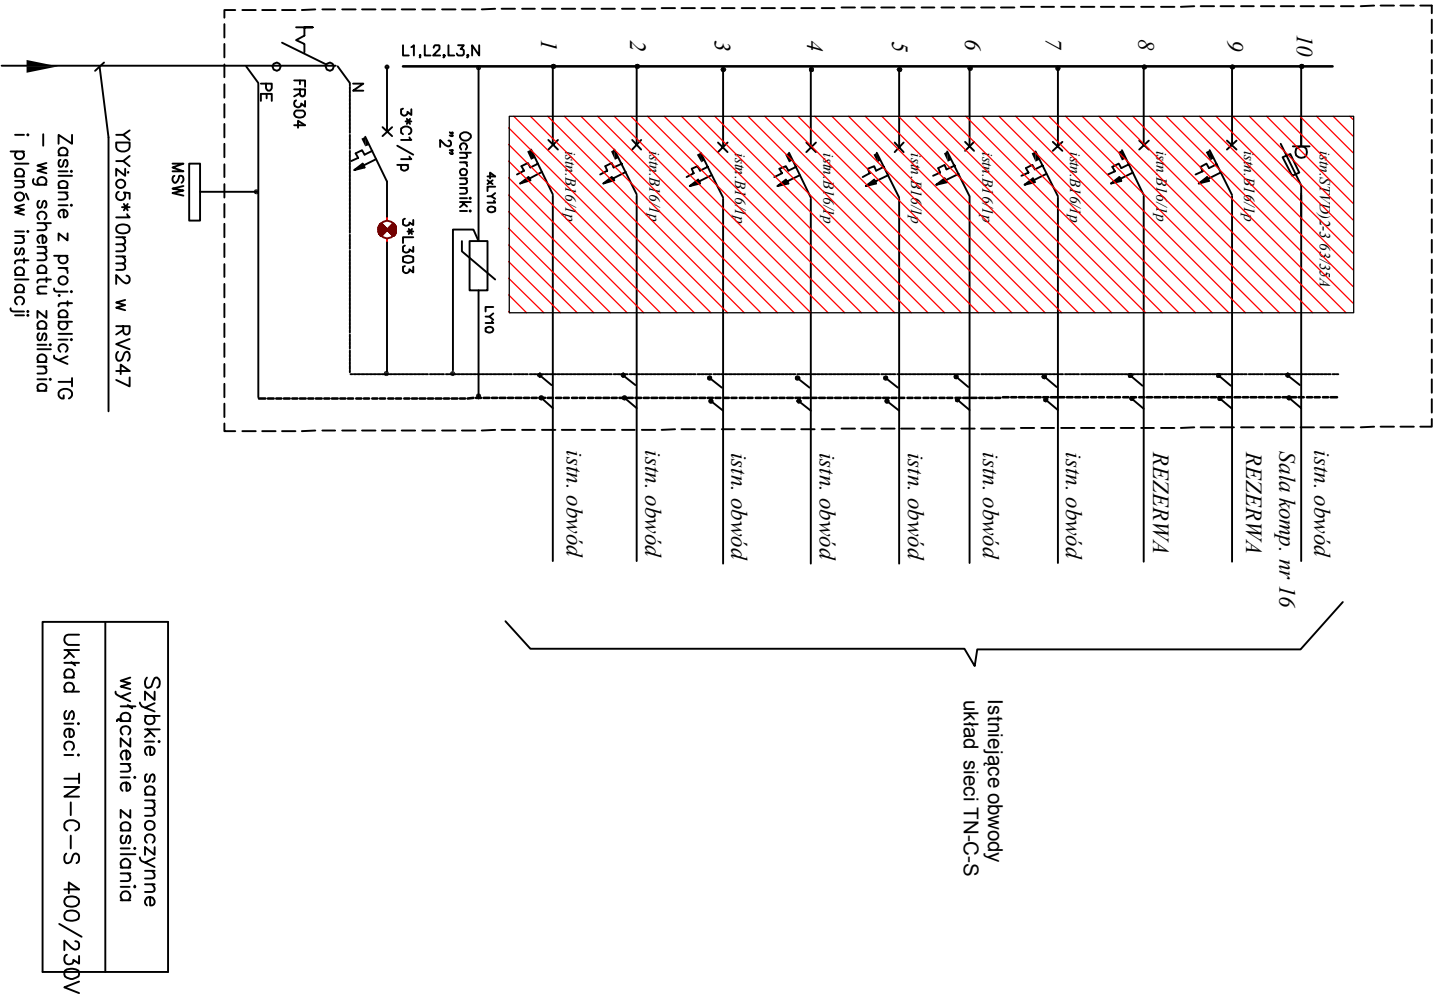 L1,L2,L3,N
1
2
3
4
5
6
7
8
9
10
FR304
PE
N
MSW
3*C1/1p
3*L303
Ochronniki
"2"
4xLY10
LY10
istn.B16/1p
istn.B16/1p
istn.B16/1p
istn.B16/1p
istn.B16/1p
istn.B16/1p
istn.B16/1p
istn.B16/1p
istn.B16/1p
YDYżo5*10mm2 w RVS47
Zasilanie z proj.tablicy TG
– wg schematu zasilania
i planów instalacji
istn. obwód
istn. obwód
istn. obwód
istn. obwód
istn. obwód
istn. obwód
istn. obwód
REZERWA
REZERWA
istn. obwód
Sala komp. nr 16
Istniejące obwody
układ sieci TN-C-S
Szybkie samoczynne
wyłączenie zasilania
Układ sieci TN–C–S 400/230V